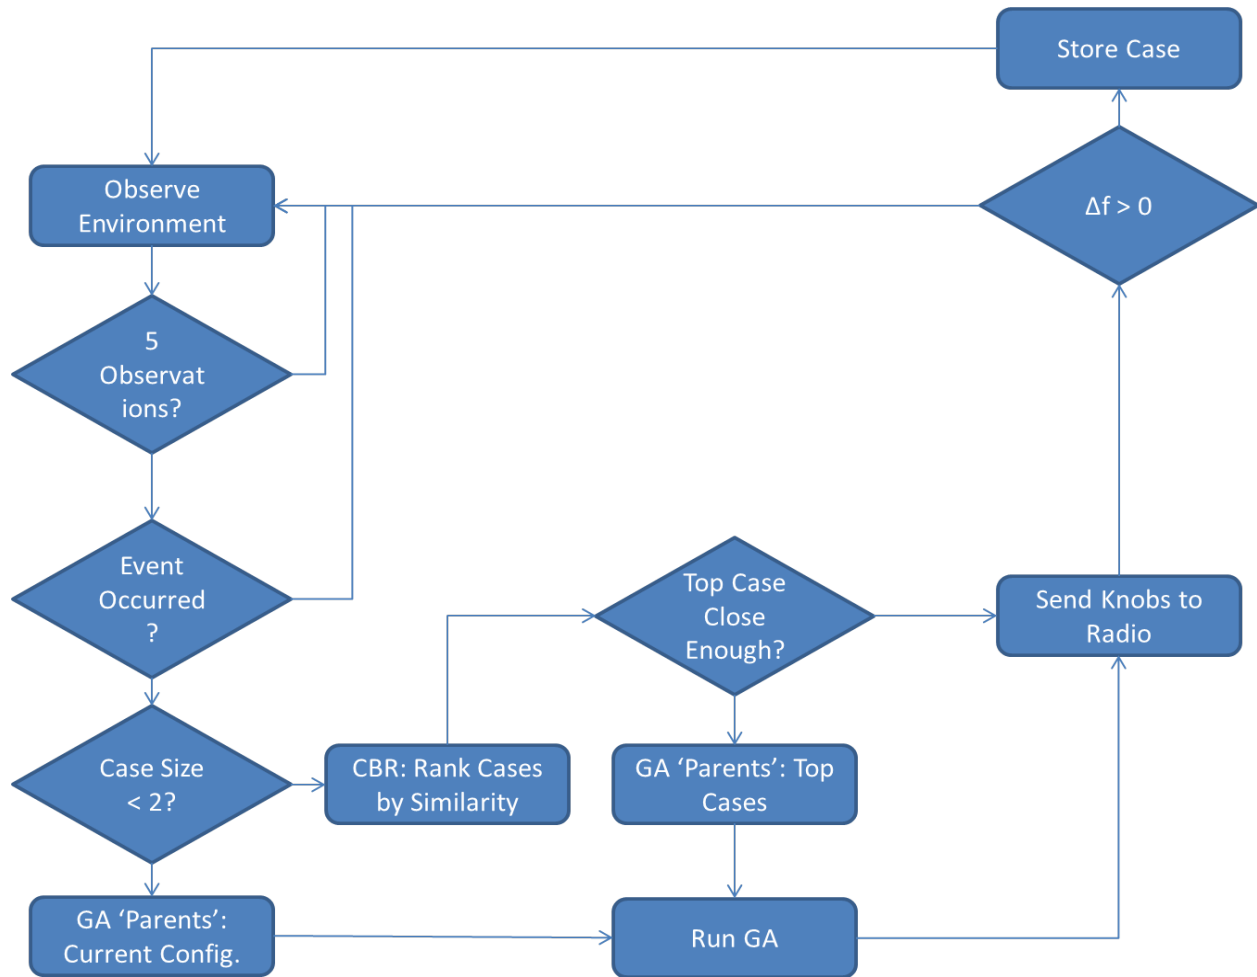 Store Case
Observe
Environment
Δf > 0
5
Observat
ions?
Event
Occurred
?
Top Case
Close
Enough?
Send Knobs to
Radio
Case Size
< 2?
CBR: Rank Cases
by Similarity
GA ‘Parents’: Top
Cases
GA ‘Parents’:
Current Config.
Run GA